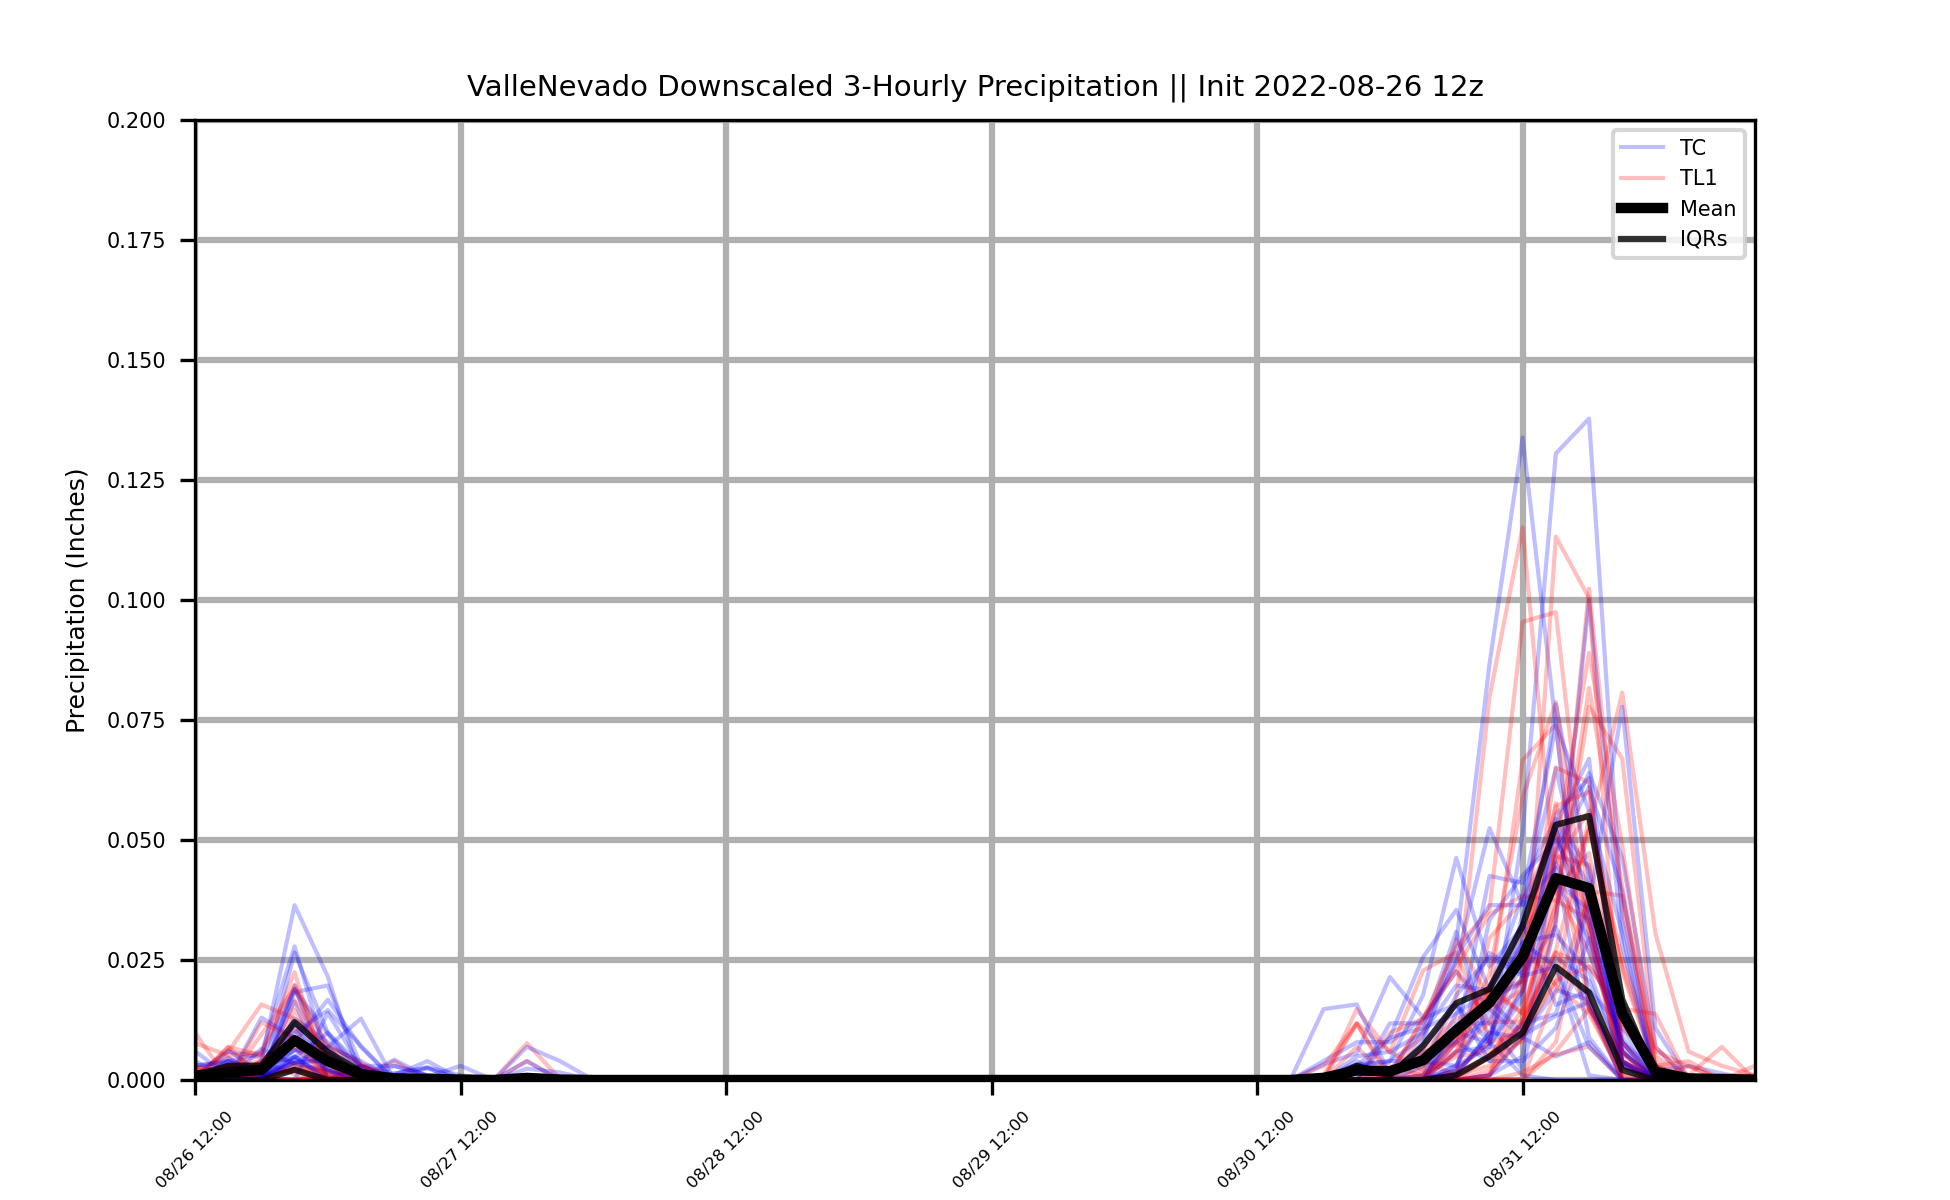 ValleNevado Downscaled 3-Hourly Precipitation || Init 2022-08-26 12z
TC
TL1
Mean
IQRs
Precipitation (Inches)
0.200
0.175
0.150
0.125
0.100
0.075
0.050
0.025
0.000
08/26 12:00
08/27 12:00
08/28 12:00
08/29 12:00
08/30 12:00
08/31 12:00